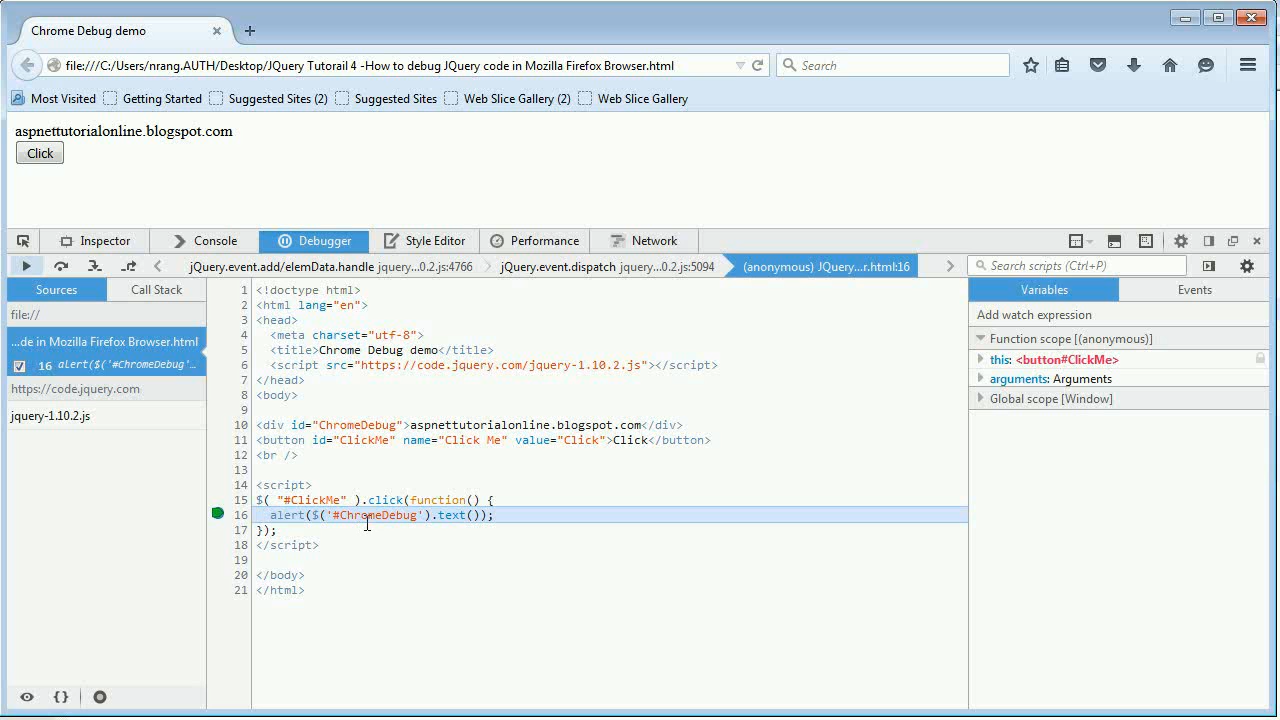 Chrome Debug demo
file:///C:/Users/nrang.AUTH/Desktop/JQuery Tutorail 4 -How to debug JQuery code in Mozilla Firefox Browser.html
Search
Most Visited Getting Started Suggested Sites (2) Suggested Sites Web Slice Gallery (2) Web Slice Gallery
aspnettutorialonline.blogspot.com
Click
Inspector Console Debugger Style Editor Performance Network
jQuery.event.add/elemData.handle jquery...0.2.js:4766 jQuery.event.dispatch jquery...0.2.js:5094 (anonymous) JQuery...r.html:16 Search scripts (Ctrl+P)
Sources Call Stack
file://
...de in Mozilla Firefox Browser.html
16 alert($('#ChromeDebug'...
https://code.jquery.com
jquery-1.10.2.js
1 <!doctype html>
2 <html lang="en">
3 <head>
4 <meta charset="utf-8">
5 <title>Chrome Debug demo</title>
6 <script src="https://code.jquery.com/jquery-1.10.2.js"></script>
7 </head>
8 <body>
9
10 <div id="ChromeDebug">aspnettutorialonline.blogspot.com</div>
11 <button id="ClickMe" name="Click Me" value="Click">Click</button>
12 <br />
13
14 <script>
15 $( "#ClickMe" ).click(function() {
16 alert($('#ChromeDebug').text());
17 });
18 </script>
19
20 </body>
21 </html>
Variables Events
Add watch expression
Function scope [(anonymous)]
this: <button#ClickMe>
arguments: Arguments
Global scope [Window]
{}